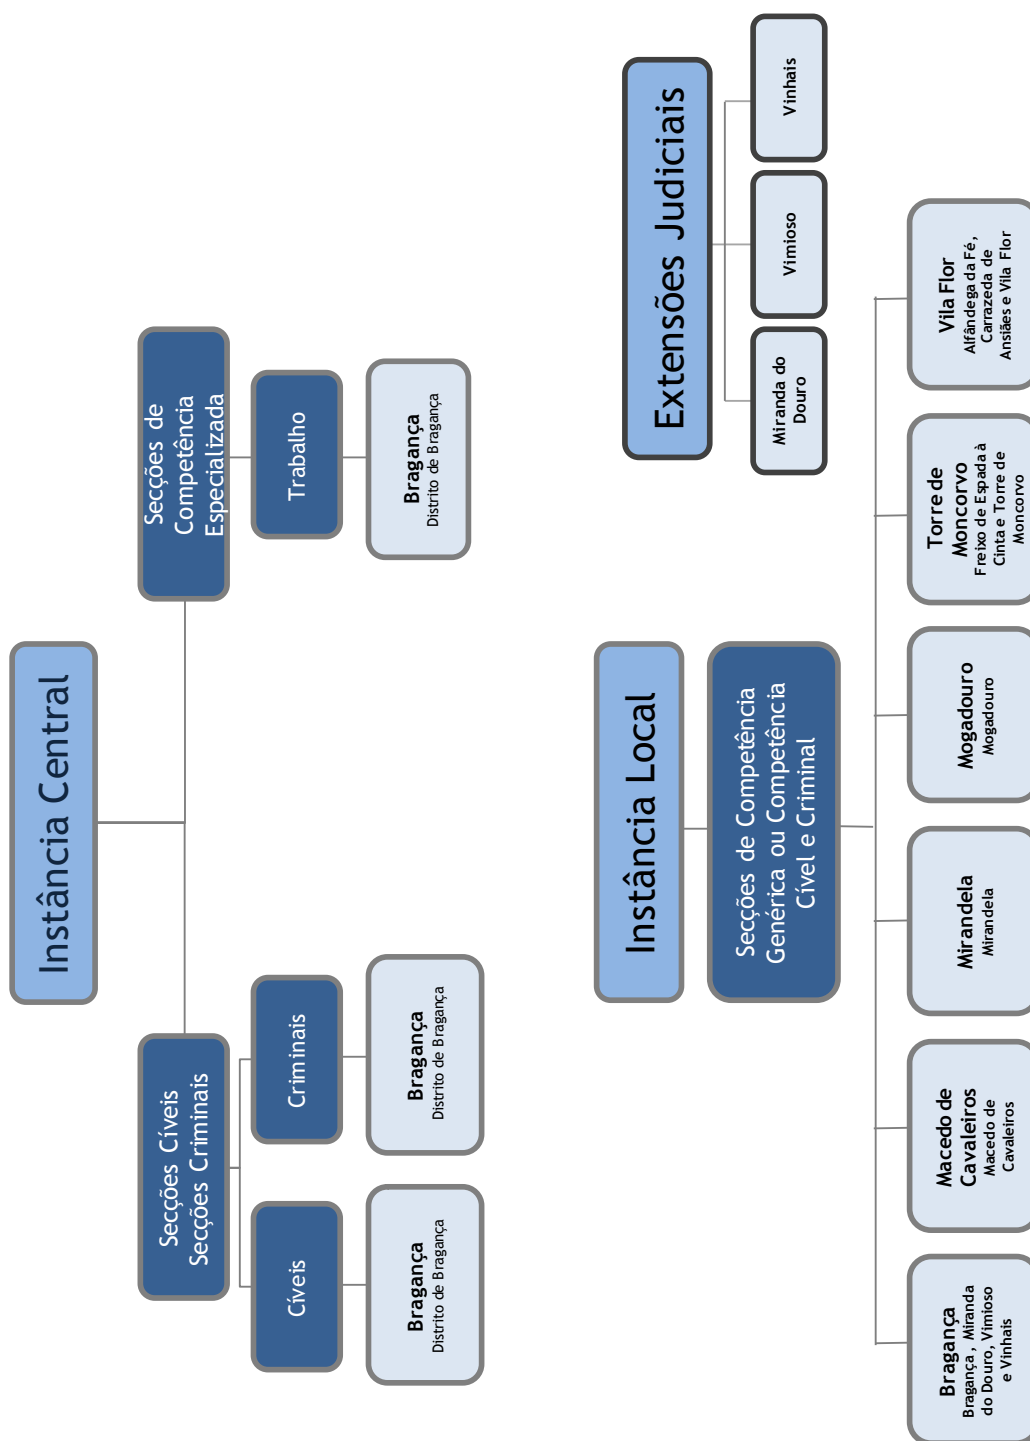 Instância Central
Secções Cíveis
Secções Criminais
Secções de
Competência
Especializada
Cíveis
Criminais
Trabalho
Bragança
Distrito de Bragança
Bragança
Distrito de Bragança
Bragança
Distrito de Bragança
Instância Local
Secções de Competência
Genérica ou Competência
Cível e Criminal
Extensões Judiciais
Miranda do
Douro
Vimioso
Vinhais
Bragança
Bragança , Miranda
do Douro, Vimioso
e Vinhais
Macedo de
Cavaleiros
Macedo de
Cavaleiros
Mirandela
Mirandela
Mogadouro
Mogadouro
Torre de
Moncorvo
Freixo de Espada à
Cinta e Torre de
Moncorvo
Vila Flor
Alfândega da Fé,
Carrazeda de
Ansiães e Vila Flor